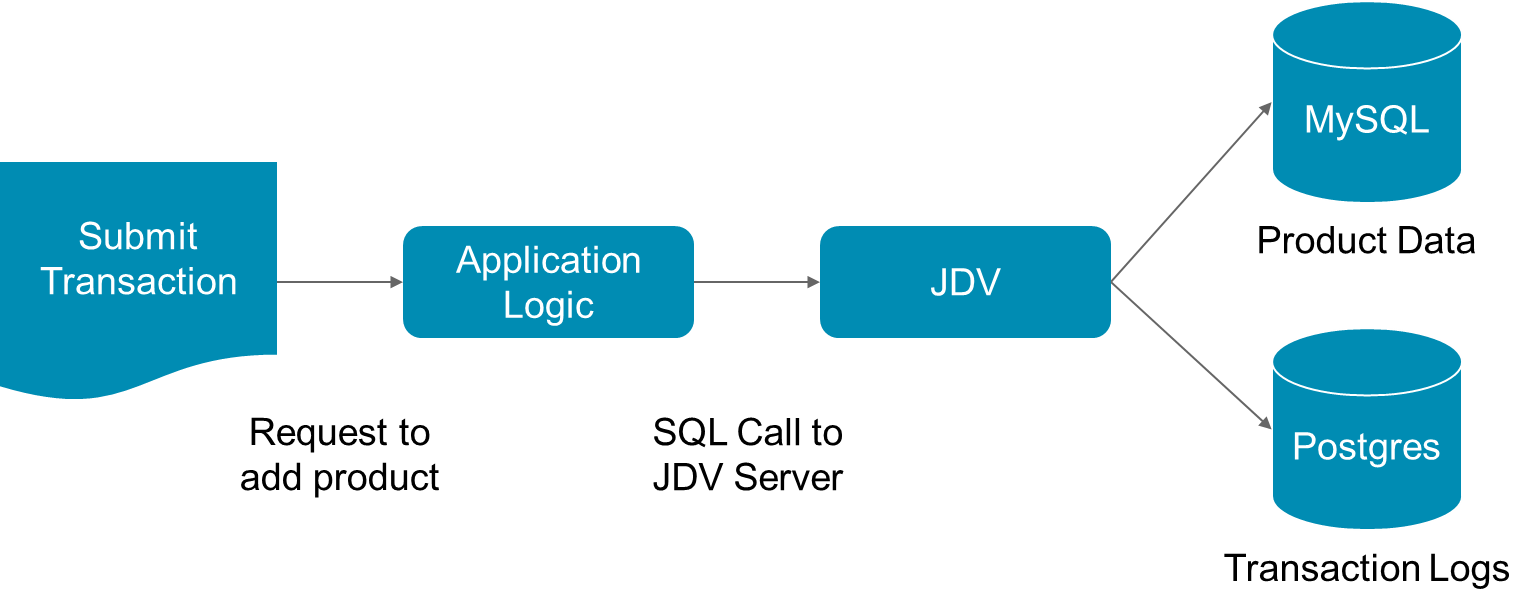 Submit
Transaction
Application
Logic
JDV
MySQL
Product Data
Postgres
Transaction Logs
Request to
add product
SQL Call to
JDV Server